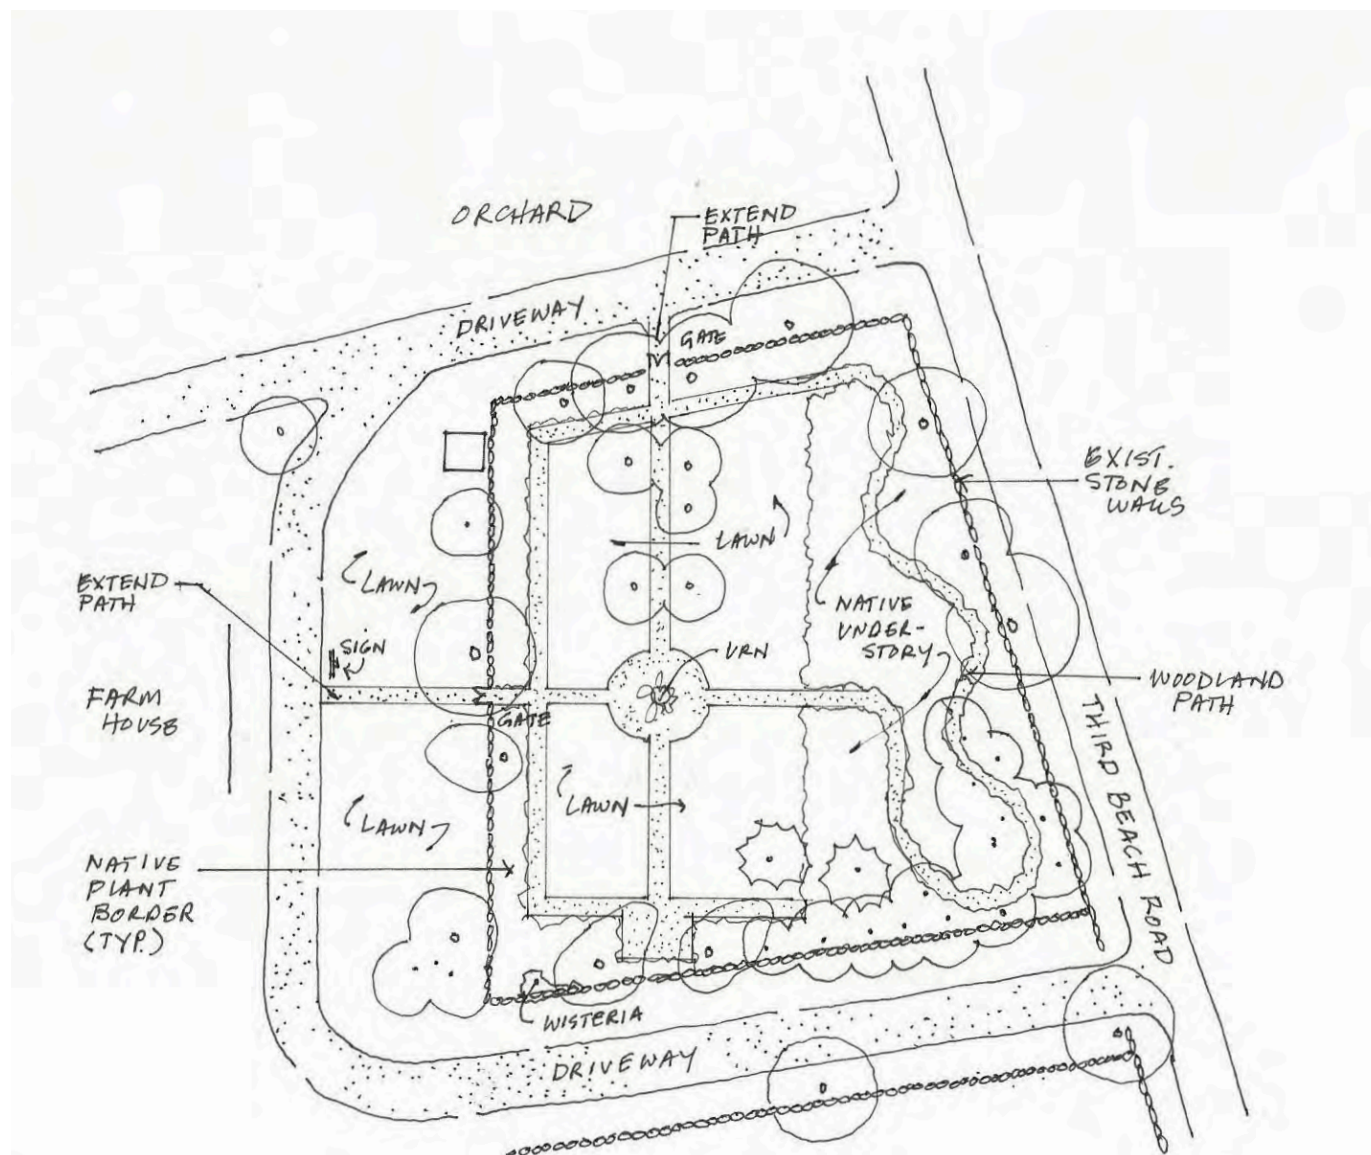 ORCHARD
EXTEND
PATH
DRIVEWAY
GATE
EXIST.
STONE
WALLS
LAWN
EXTEND
PATH
LAWN
NATIVE
UNDER-
STORY
SIGN
URN
WOODLAND
PATH
FARM
HOUSE
GATE
THIRD BEACH ROAD
LAWN
LAWN
NATIVE
PLANT
BORDER
(TYP.)
WISTERIA
DRIVEWAY